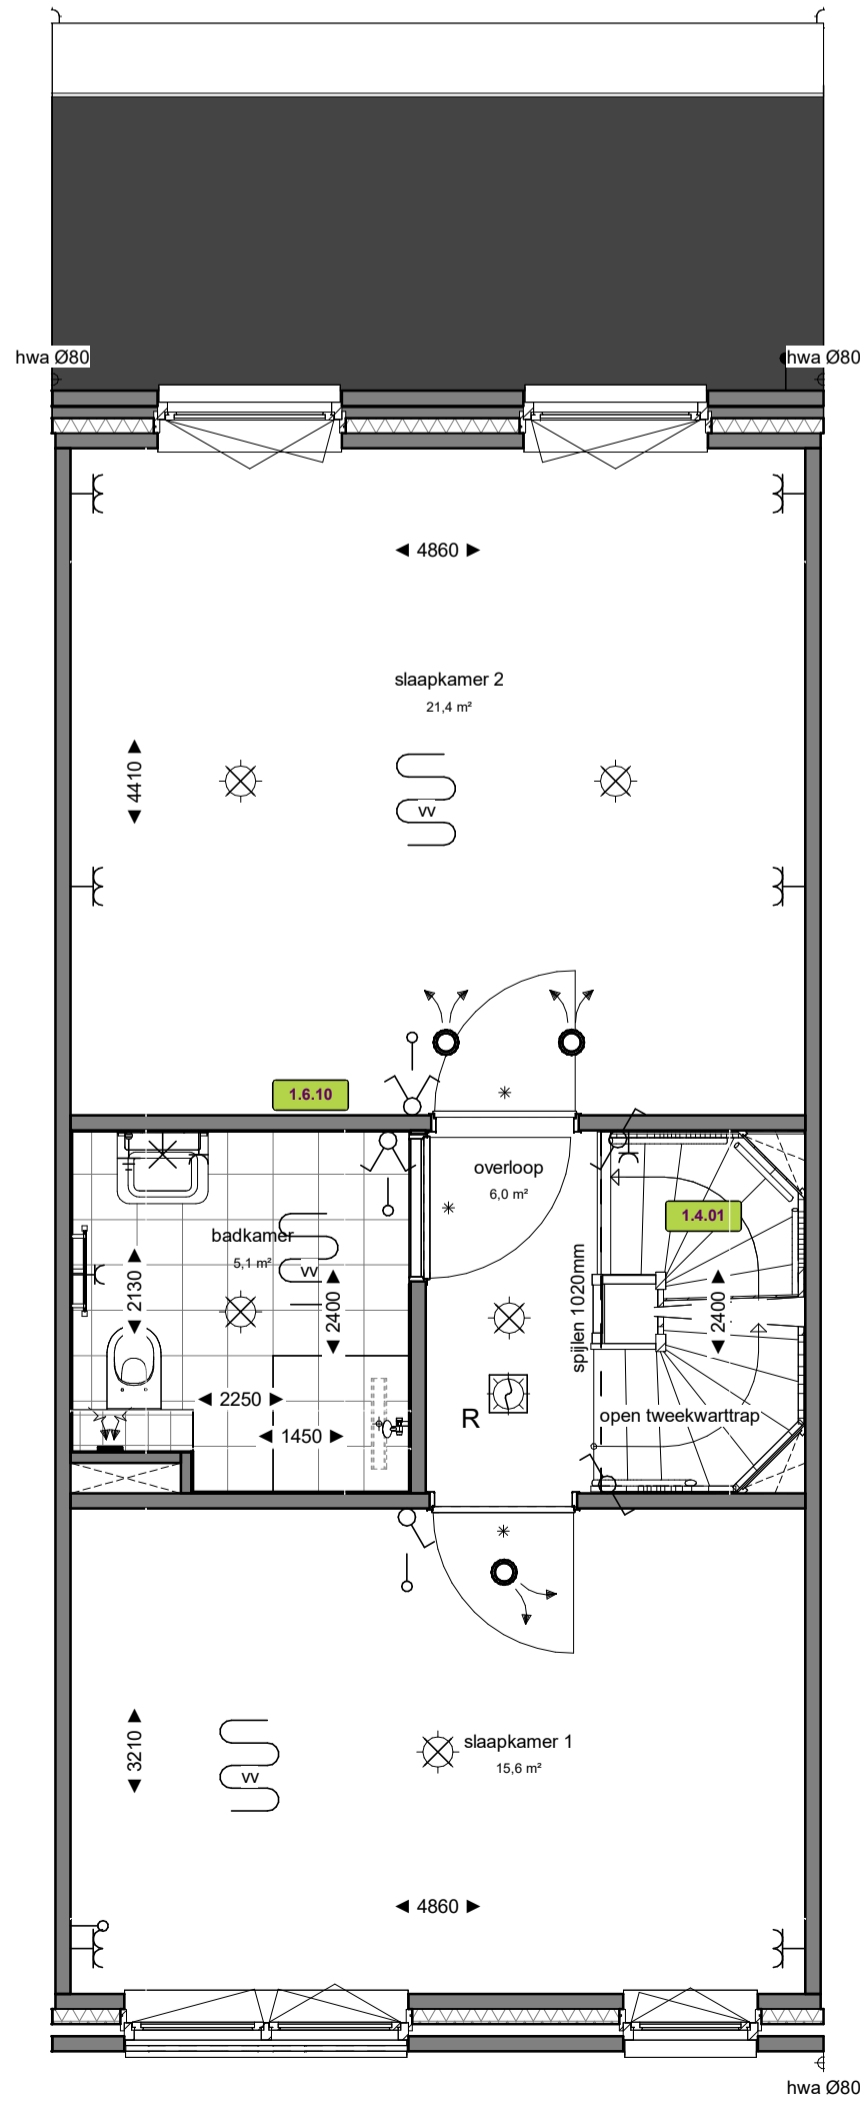 hwa Ø80
hwa Ø80
4860
slaapkamer 2
21,4 m²
4410
vv
1.6.10
overloop
6,0 m²
1.4.01
badkamer
5,1 m²
vv
2130
2400
spijlen 1020mm
2400
2250
R
open tweekwarttrap
1450
slaapkamer 1
15,6 m²
3210
vv
4860
hwa Ø80